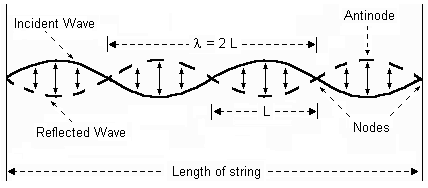 Incident Wave
Antinode
λ = 2 L
L
Reflected Wave
Nodes
Length of string